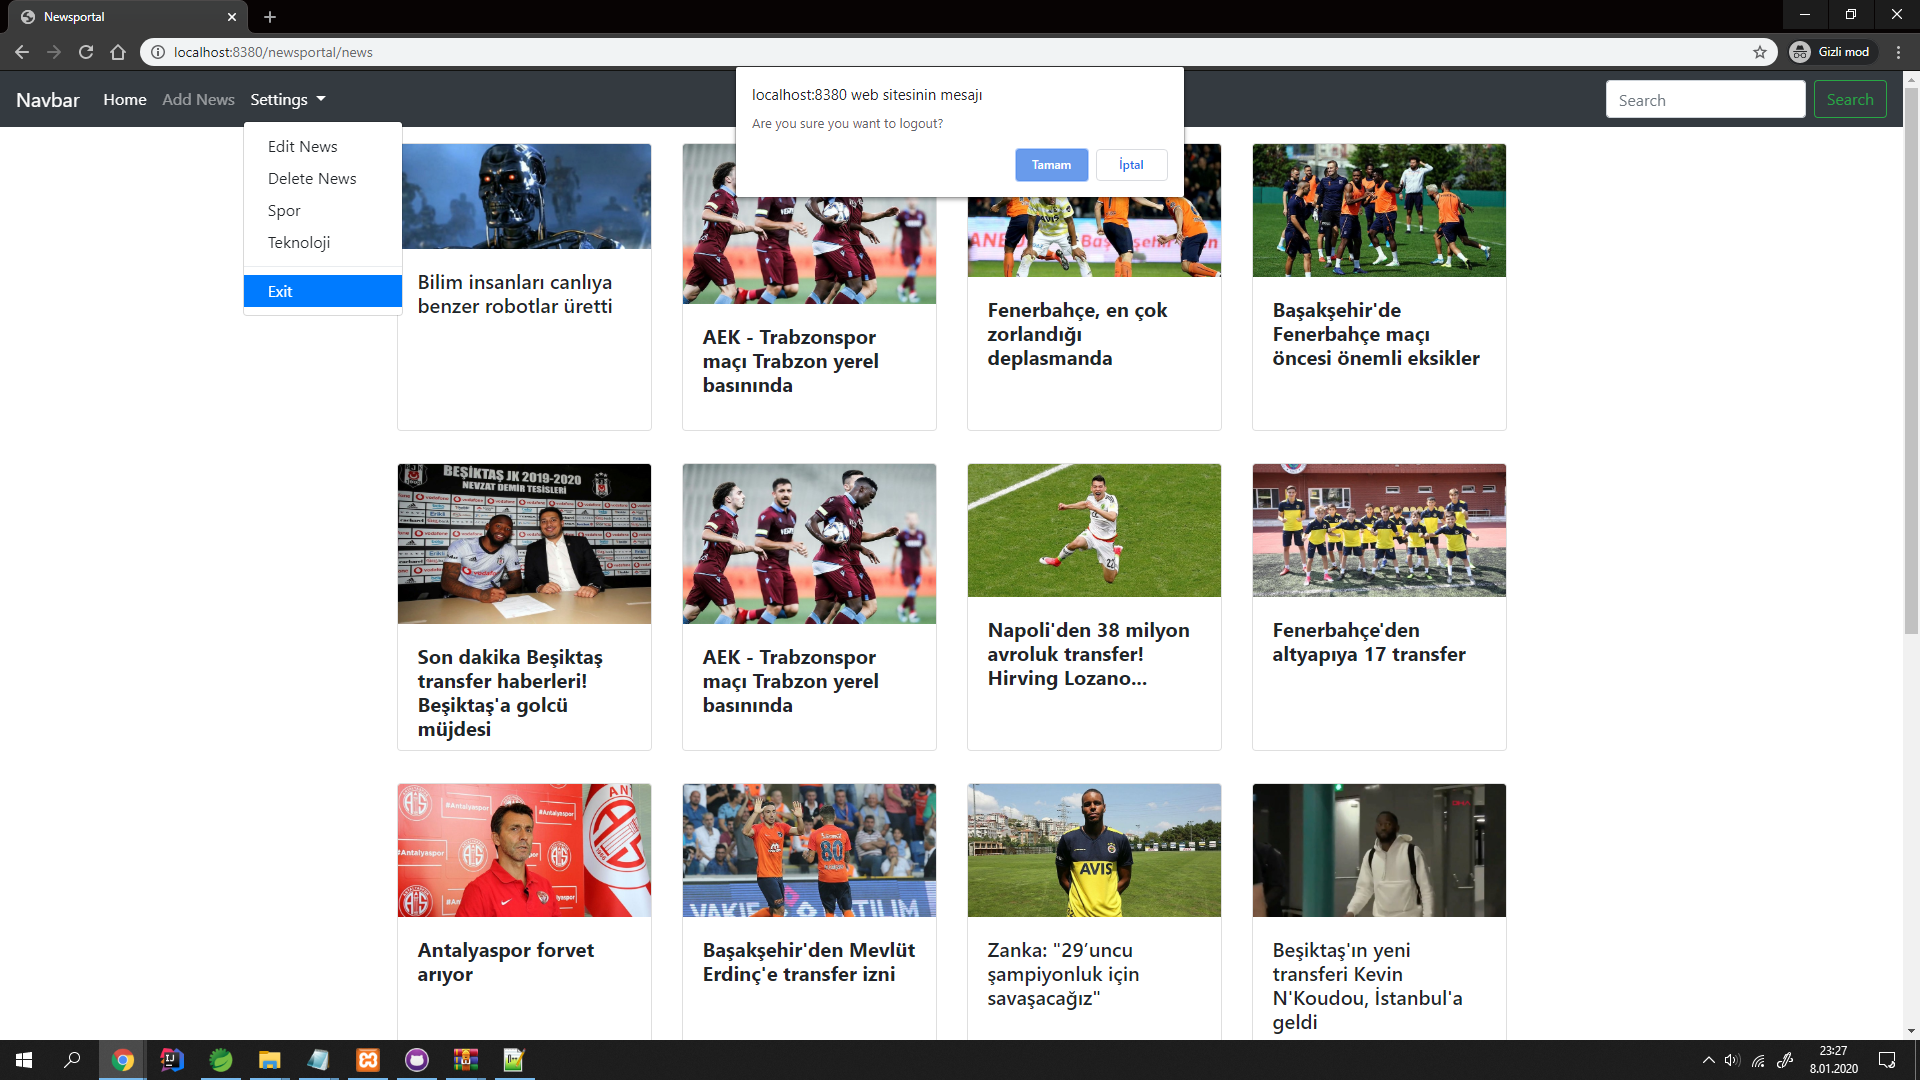 Newsportal
localhost:8380/newsportal/news
Gizli mod
Navbar
Home
Add News
Settings
Search
Search
localhost:8380 web sitesinin mesajı
Are you sure you want to logout?
Tamam
İptal
Edit News
Delete News
Spor
Teknoloji
Exit
Bilim insanları canlıya
benzer robotlar üretti
AEK - Trabzonspor
maçı Trabzon yerel
basınında
AVIS
Fenerbahçe, en çok
zorlandığı
deplasmanda
Başakşehir'de
Fenerbahçe maçı
öncesi önemli eksikler
BEŞİKTAŞ JK 2019-2020
NEVZAT DEMİR TESİSLERİ
Son dakika Beşiktaş
transfer haberleri!
Beşiktaş'a golcü
müjdesi
AEK - Trabzonspor
maçı Trabzon yerel
basınında
22
Napoli'den 38 milyon
avroluk transfer!
Hirving Lozano...
Fenerbahçe'den
altyapıya 17 transfer
#Antalyaspor
Antalyaspor forvet
arıyor
80
Başakşehir'den Mevlüt
Erdinç'e transfer izni
AVIS
Zanka: "29’uncu
şampiyonluk için
savaşacağız"
Beşiktaş'ın yeni
transferi Kevin
N'Koudou, İstanbul'a
geldi
23:27
8.01.2020